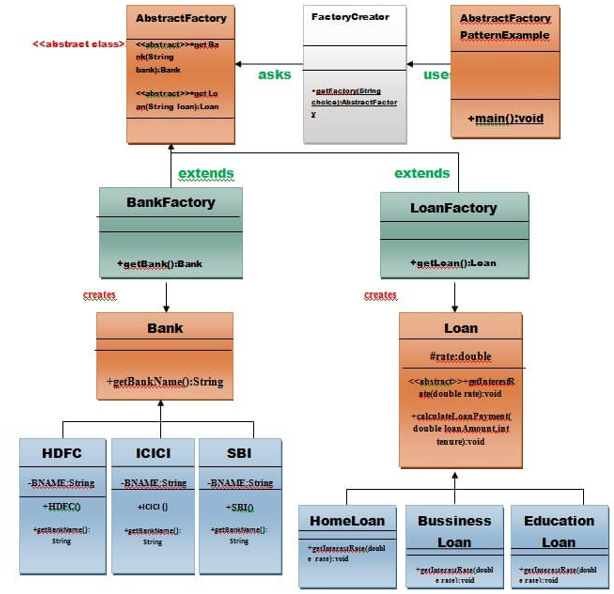 AbstractFactory
<<abstract class>>
<<abstract>>+getBa
nk(String
bank):Bank
<<abstract>>+getLo
an(String loan):Loan
asks
FactoryCreator
+getFactory(String
choice):AbstractFactor
y
uses
AbstractFactory
PatternExample
+main():void
extends
extends
BankFactory
+getBank():Bank
LoanFactory
+getLoan():Loan
creates
creates
Bank
+getBankName():String
Loan
#rate:double
<<abstract>>+getInterestR
ate(double rate):void
+calculateLoanPayment(
double loanAmount,int
tenure):void
HDFC
-BNAME:String
+HDFC()
+getBankName():
String
ICICI
-BNAME:String
+ICICI ()
+getBankName():
String
SBI
-BNAME:String
+SBI()
+getBankName():
String
HomeLoan
+getInterestRate(doubl
e rate):void
Bussiness
Loan
+getInterestRate(doubl
e rate):void
Education
Loan
+getInterestRate(doubl
e rate):void